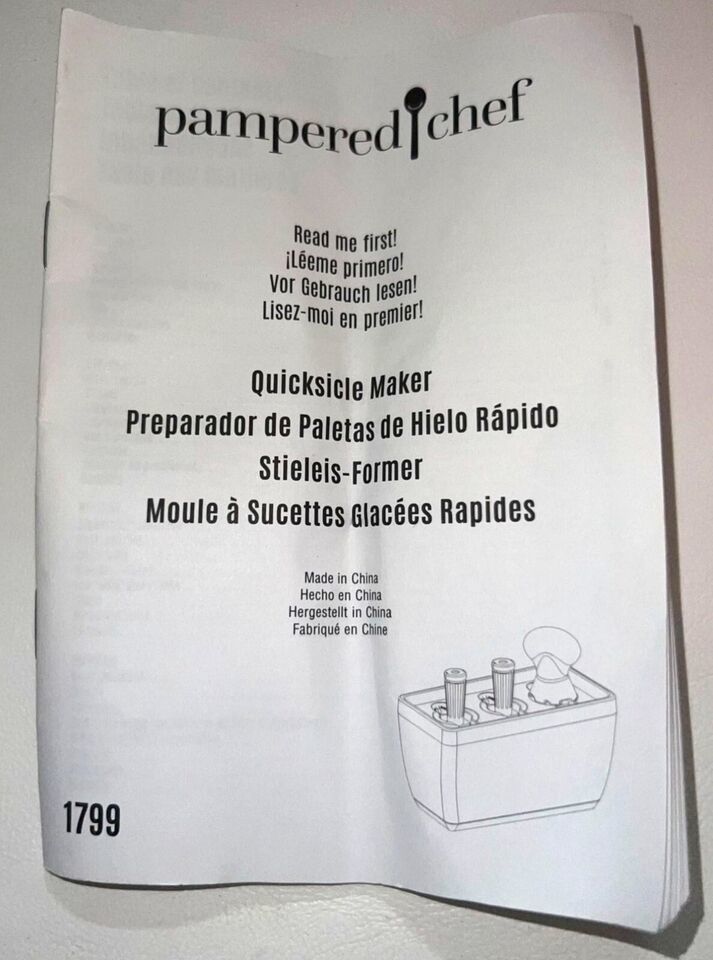 pampered chef
Read me first!
¡Léeme primero!
Vor Gebrauch lesen!
Lisez-moi en premier!
Quicksicle Maker
Preparador de Paletas de Hielo Rápido
Stieleis-Former
Moule à Sucettes Glacées Rapides
Made in China
Hecho en China
Hergestellt in China
Fabriqué en Chine
1799